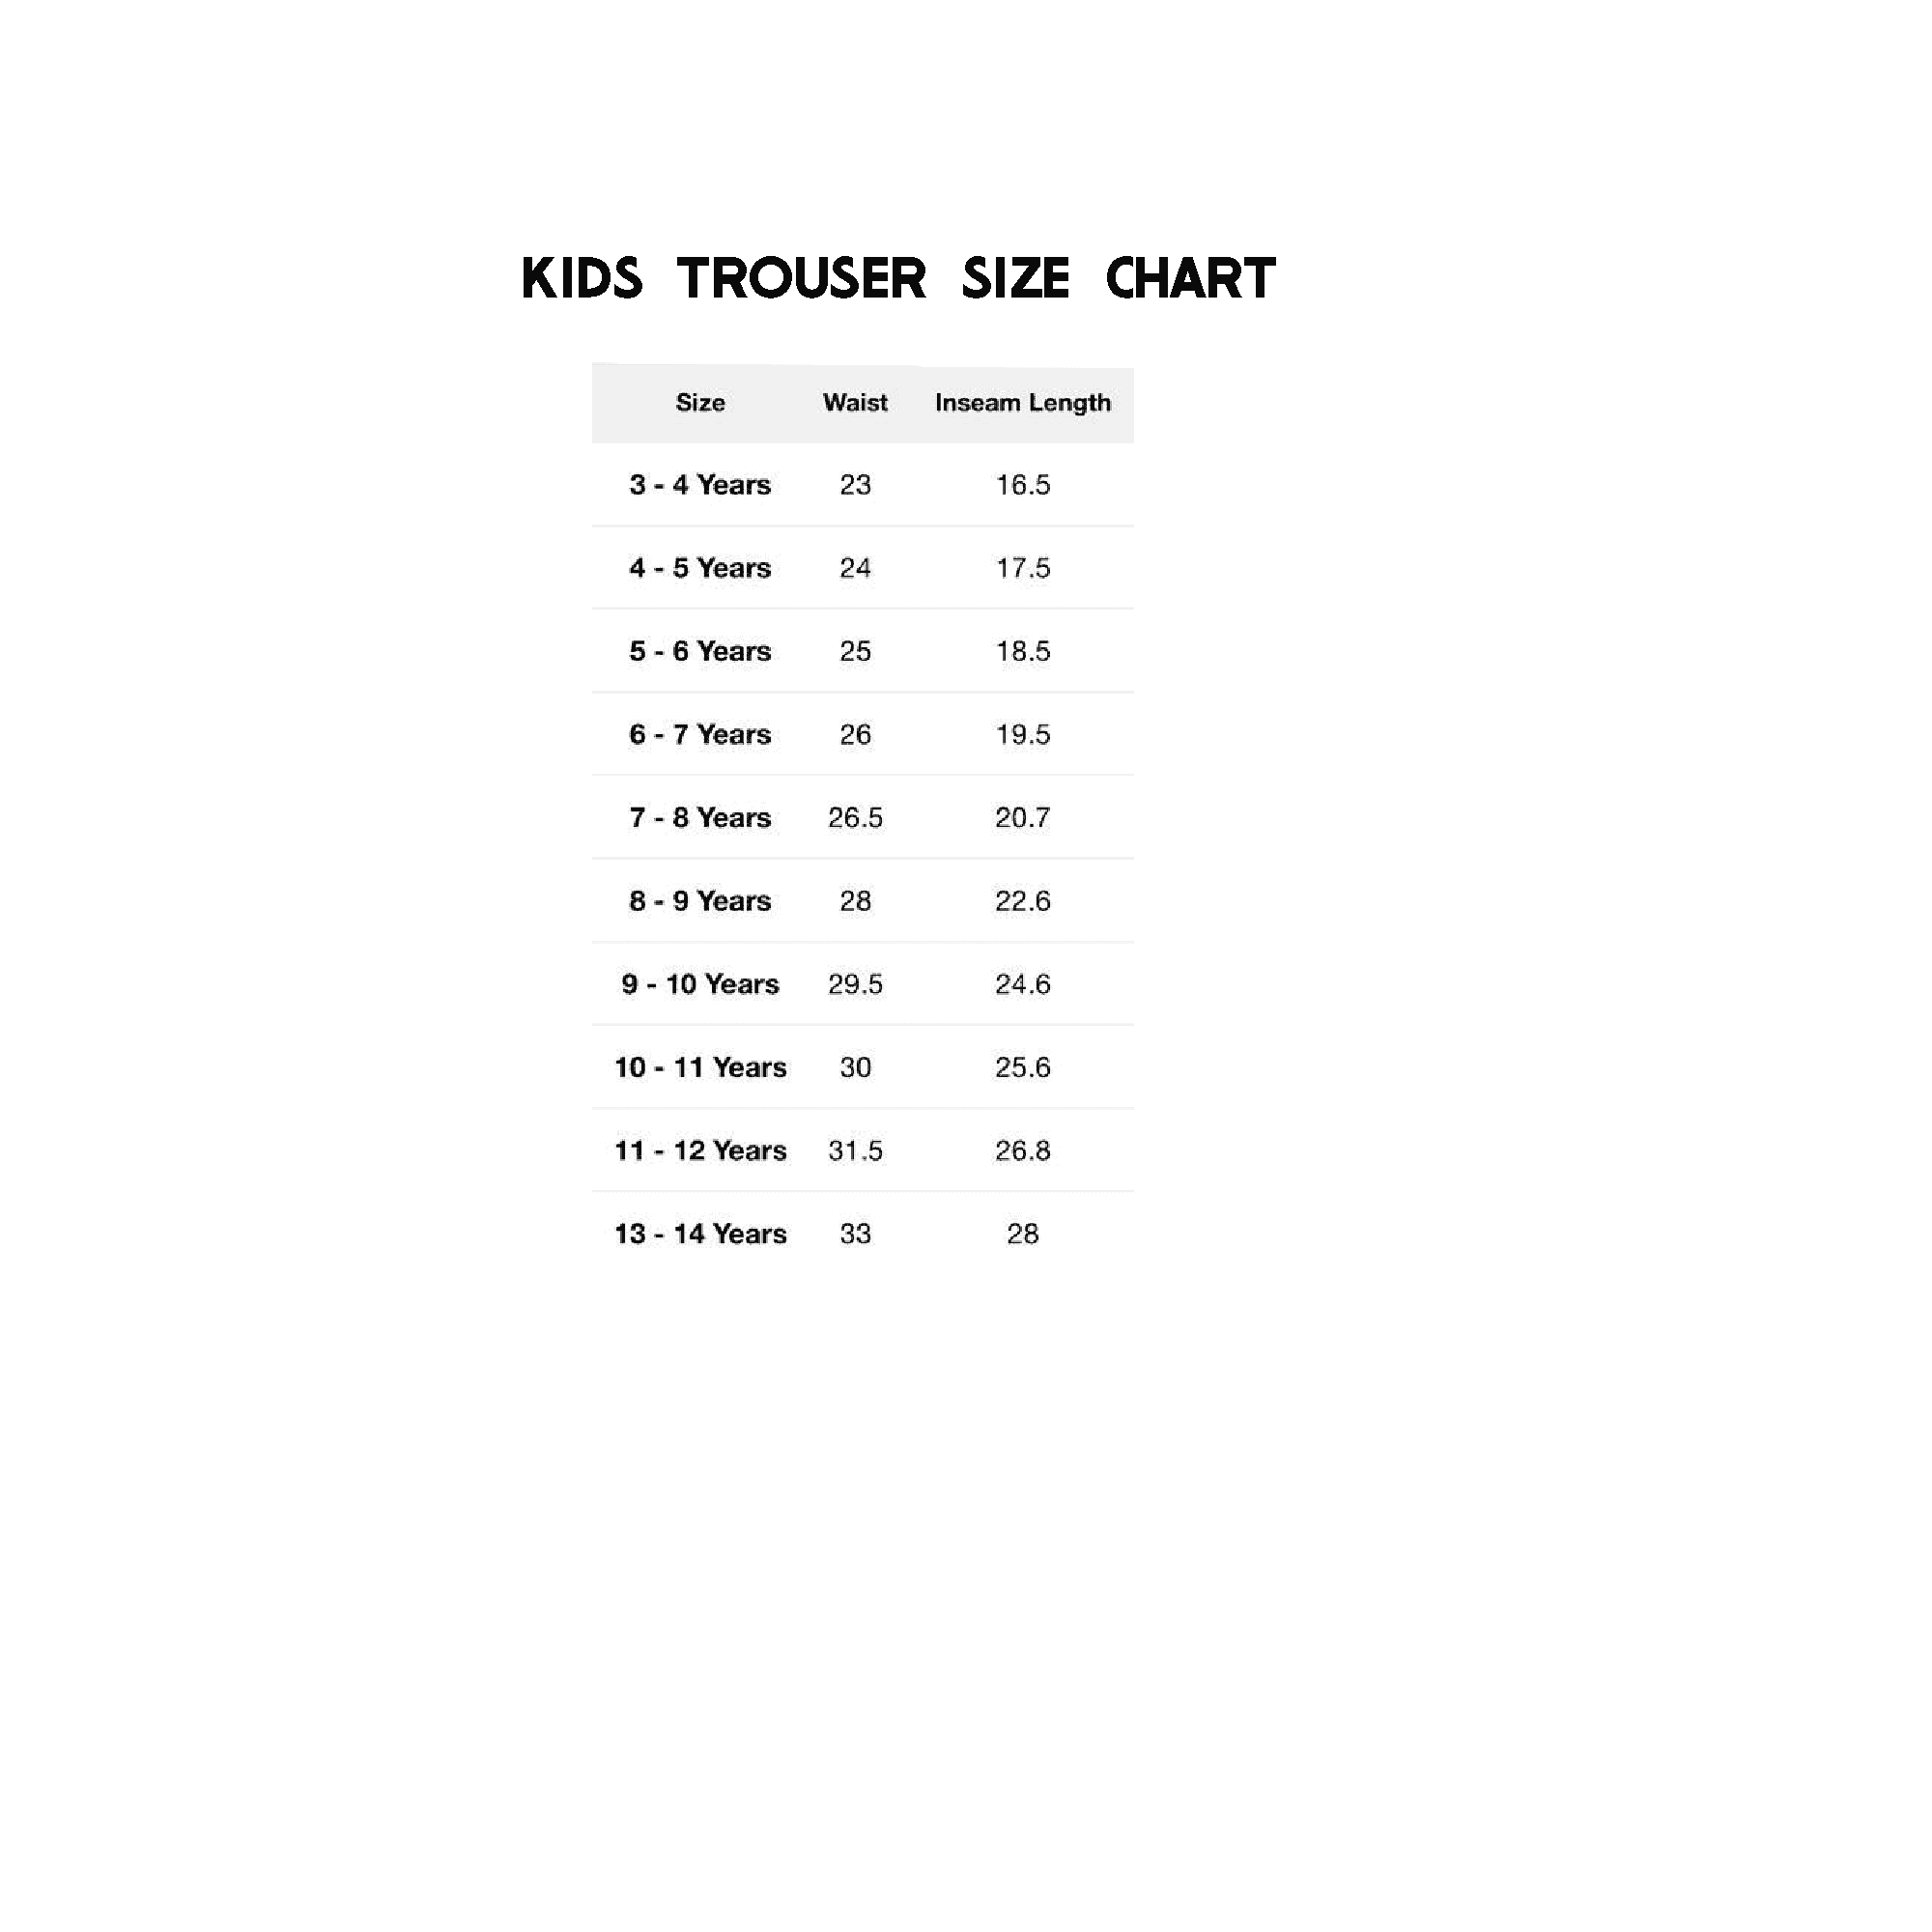 KIDS TROUSER SIZE CHART
Size Waist Inseam Length
3 - 4 Years 23 16.5
4 - 5 Years 24 17.5
5 - 6 Years 25 18.5
6 - 7 Years 26 19.5
7 - 8 Years 26.5 20.7
8 - 9 Years 28 22.6
9 - 10 Years 29.5 24.6
10 - 11 Years 30 25.6
11 - 12 Years 31.5 26.8
13 - 14 Years 33 28